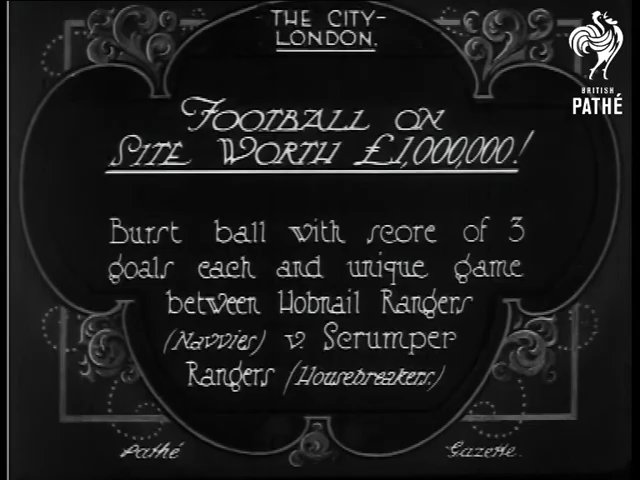 THE CITY-
LONDON.
BRITISH
PATHÉ
FOOTBALL ON
SITE WORTH £1,000,000!
Burst ball with score of 3
goals each and unique game
between Hobnail Rangers
(Navvies) v. Scrumper
Rangers (Housebreakers.)
Pathé Gazette.